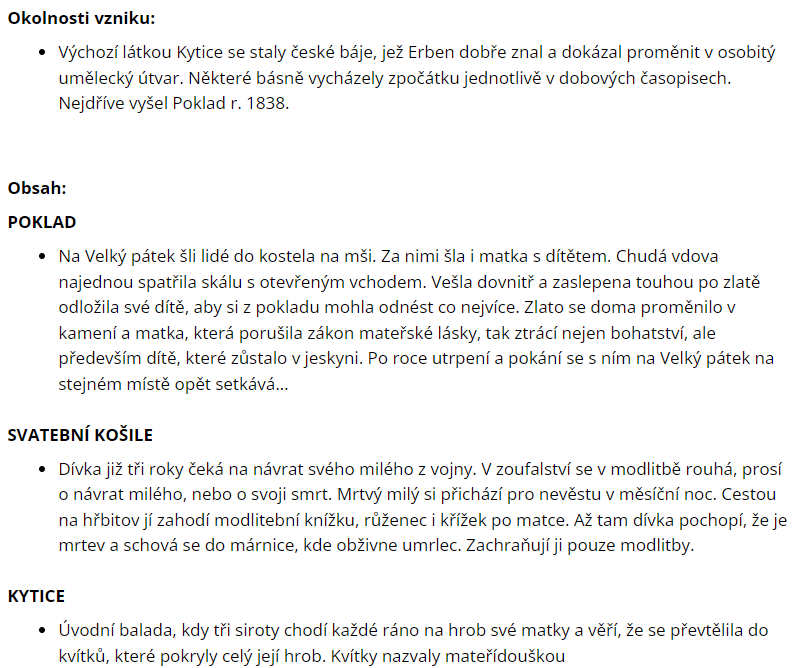 Okolnosti vzniku:
• Výchozí látkou Kytice se staly české báje, jež Erben dobře znal a dokázal proměnit v osobitý
umělecký útvar. Některé básně vycházely zpočátku jednotlivě v dobových časopisech.
Nejdříve vyšel Poklad r. 1838.
Obsah:
POKLAD
• Na Velký pátek šli lidé do kostela na mši. Za nimi šla i matka s dítětem. Chudá vdova
najednou spatřila skálu s otevřeným vchodem. Vešla dovnitř a zaslepena touhou po zlatě
odložila své dítě, aby si z pokladu mohla odnést co nejvíce. Zlato se doma proměnilo v
kamení a matka, která porušila zákon mateřské lásky, tak ztrácí nejen bohatství, ale
především dítě, které zůstalo v jeskyni. Po roce utrpení a pokání se s ním na Velký pátek na
stejném místě opět setkává...
SVATEBNÍ KOŠILE
• Dívka již tři roky čeká na návrat svého milého z vojny. V zoufalství se v modlitbě rouhá, prosí
o návrat milého, nebo o svoji smrt. Mrtvý milý si přichází pro nevěstu v měsíční noc. Cestou
na hřbitov jí zahodí modlitební knížku, růženec i křížek po matce. Až tam dívka pochopí, že je
mrtev a schová se do márnice, kde obživne umrlec. Zachraňují ji pouze modlitby.
KYTICE
• Úvodní balada, kdy tři siroty chodí každé ráno na hrob své matky a věří, že se převtělila do
kvítků, které pokryly celý její hrob. Kvítky nazvaly mateřídouškou